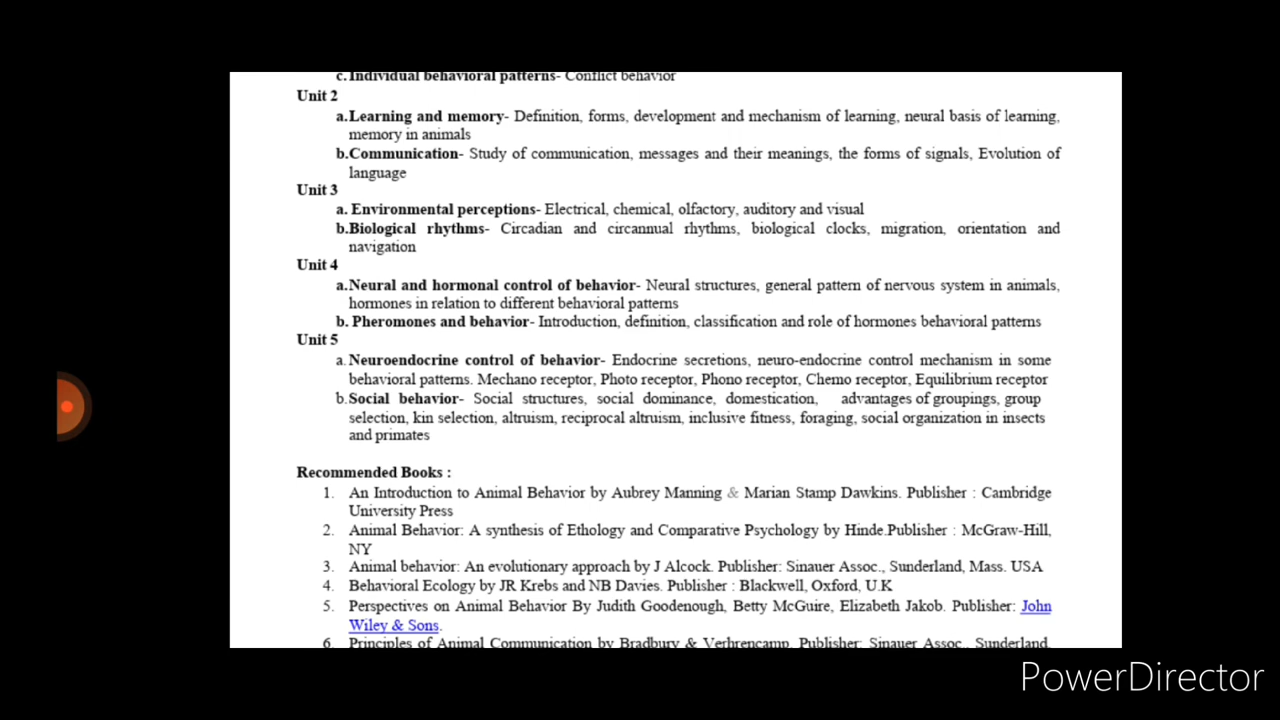 c. Individual behavioral patterns- Conflict behavior
Unit 2
a. Learning and memory- Definition, forms, development and mechanism of learning, neural basis of learning,
memory in animals
b. Communication- Study of communication, messages and their meanings, the forms of signals, Evolution of
language
Unit 3
a. Environmental perceptions- Electrical, chemical, olfactory, auditory and visual
b. Biological rhythms- Circadian and circannual rhythms, biological clocks, migration, orientation and
navigation
Unit 4
a. Neural and hormonal control of behavior- Neural structures, general pattern of nervous system in animals,
hormones in relation to different behavioral patterns
b. Pheromones and behavior- Introduction, definition, classification and role of hormones behavioral patterns
Unit 5
a. Neuroendocrine control of behavior- Endocrine secretions, neuro-endocrine control mechanism in some
behavioral patterns. Mechano receptor, Photo receptor, Phono receptor, Chemo receptor, Equilibrium receptor
b. Social behavior- Social structures, social dominance, domestication, advantages of groupings, group
selection, kin selection, altruism, reciprocal altruism, inclusive fitness, foraging, social organization in insects
and primates
Recommended Books :
1. An Introduction to Animal Behavior by Aubrey Manning & Marian Stamp Dawkins. Publisher : Cambridge
University Press
2. Animal Behavior: A synthesis of Ethology and Comparative Psychology by Hinde.Publisher : McGraw-Hill,
NY
3. Animal behavior: An evolutionary approach by J Alcock. Publisher: Sinauer Assoc., Sunderland, Mass. USA
4. Behavioral Ecology by JR Krebs and NB Davies. Publisher : Blackwell, Oxford, U.K
5. Perspectives on Animal Behavior By Judith Goodenough, Betty McGuire, Elizabeth Jakob. Publisher: John
Wiley & Sons.
6. Principles of Animal Communication by Bradbury & Vehrencamp. Publisher: Sinauer Assoc., Sunderland,
PowerDirector